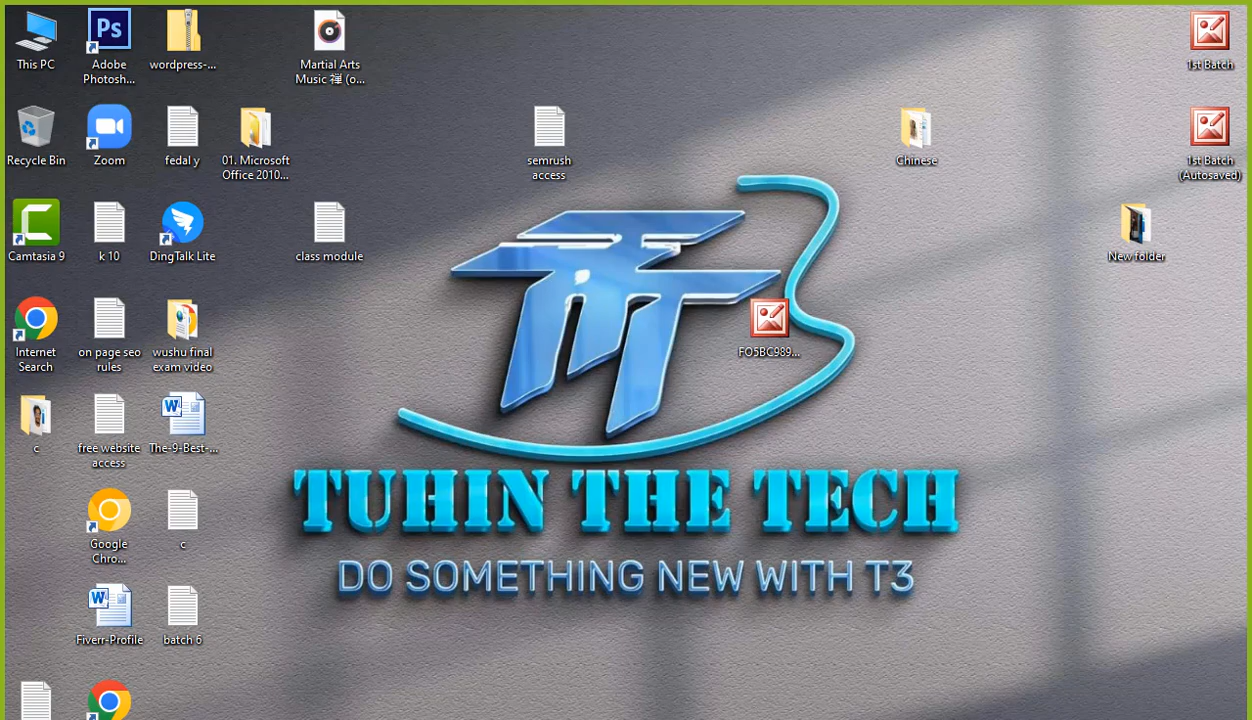 This PC
Ps
Adobe
Photosh...
wordpress-...
Martial Arts
Music 禅 (o...
1st Batch
Recycle Bin
Zoom
fedal y
01. Microsoft
Office 2010...
semrush
access
Chinese
1st Batch
(Autosaved)
Camtasia 9
k 10
DingTalk Lite
class module
New folder
Internet
Search
on page seo
rules
wushu final
exam video
FO5BC989...
c
free website
access
W
The-9-Best-...
TUHIN THE TECH
Google
Chro...
c
DO SOMETHING NEW WITH T3
W
Fiverr-Profile
batch 6